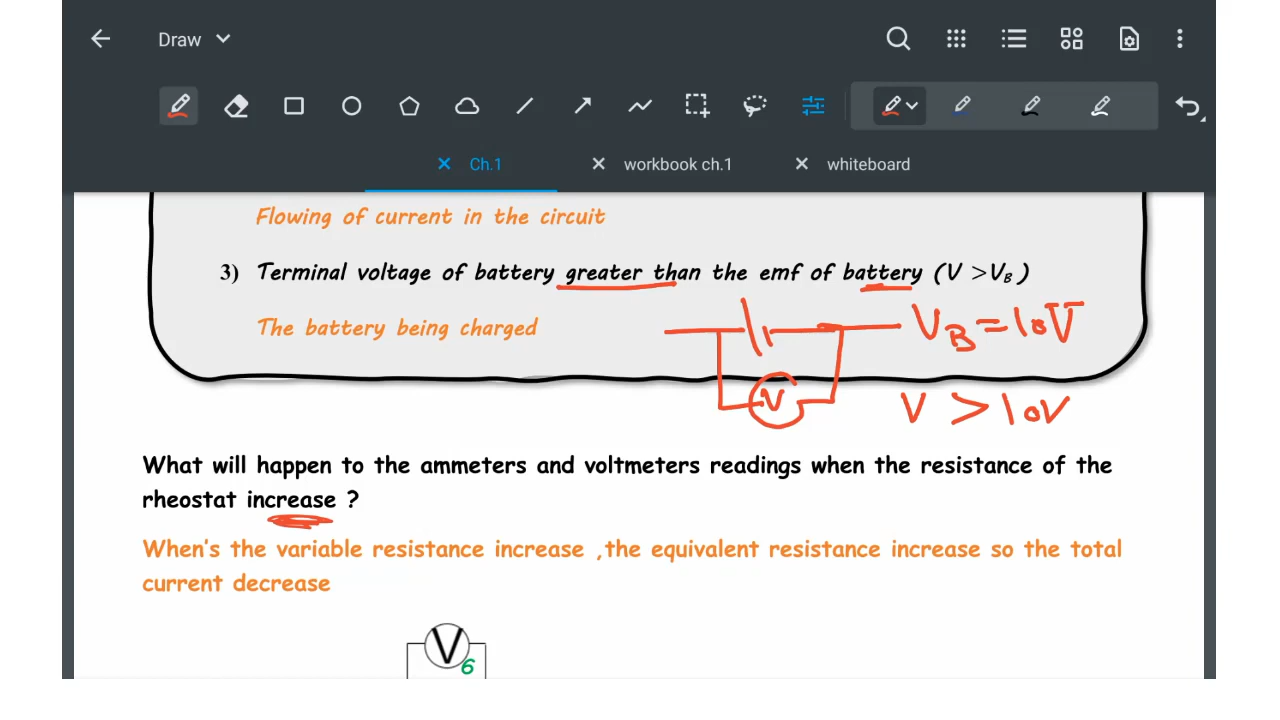 Draw
Ch.1
workbook ch.1
whiteboard
Flowing of current in the circuit
3) Terminal voltage of battery greater than the emf of battery (V >VB)
The battery being charged
VB=10V
V
V > 10V
What will happen to the ammeters and voltmeters readings when the resistance of the
rheostat increase ?
When's the variable resistance increase ,the equivalent resistance increase so the total
current decrease
V6